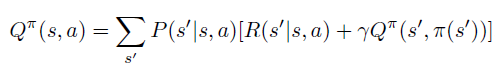 Q^π(s, a) = ∑_{s'} P(s'|s, a)[R(s'|s, a) + γQ^π(s', π(s'))]